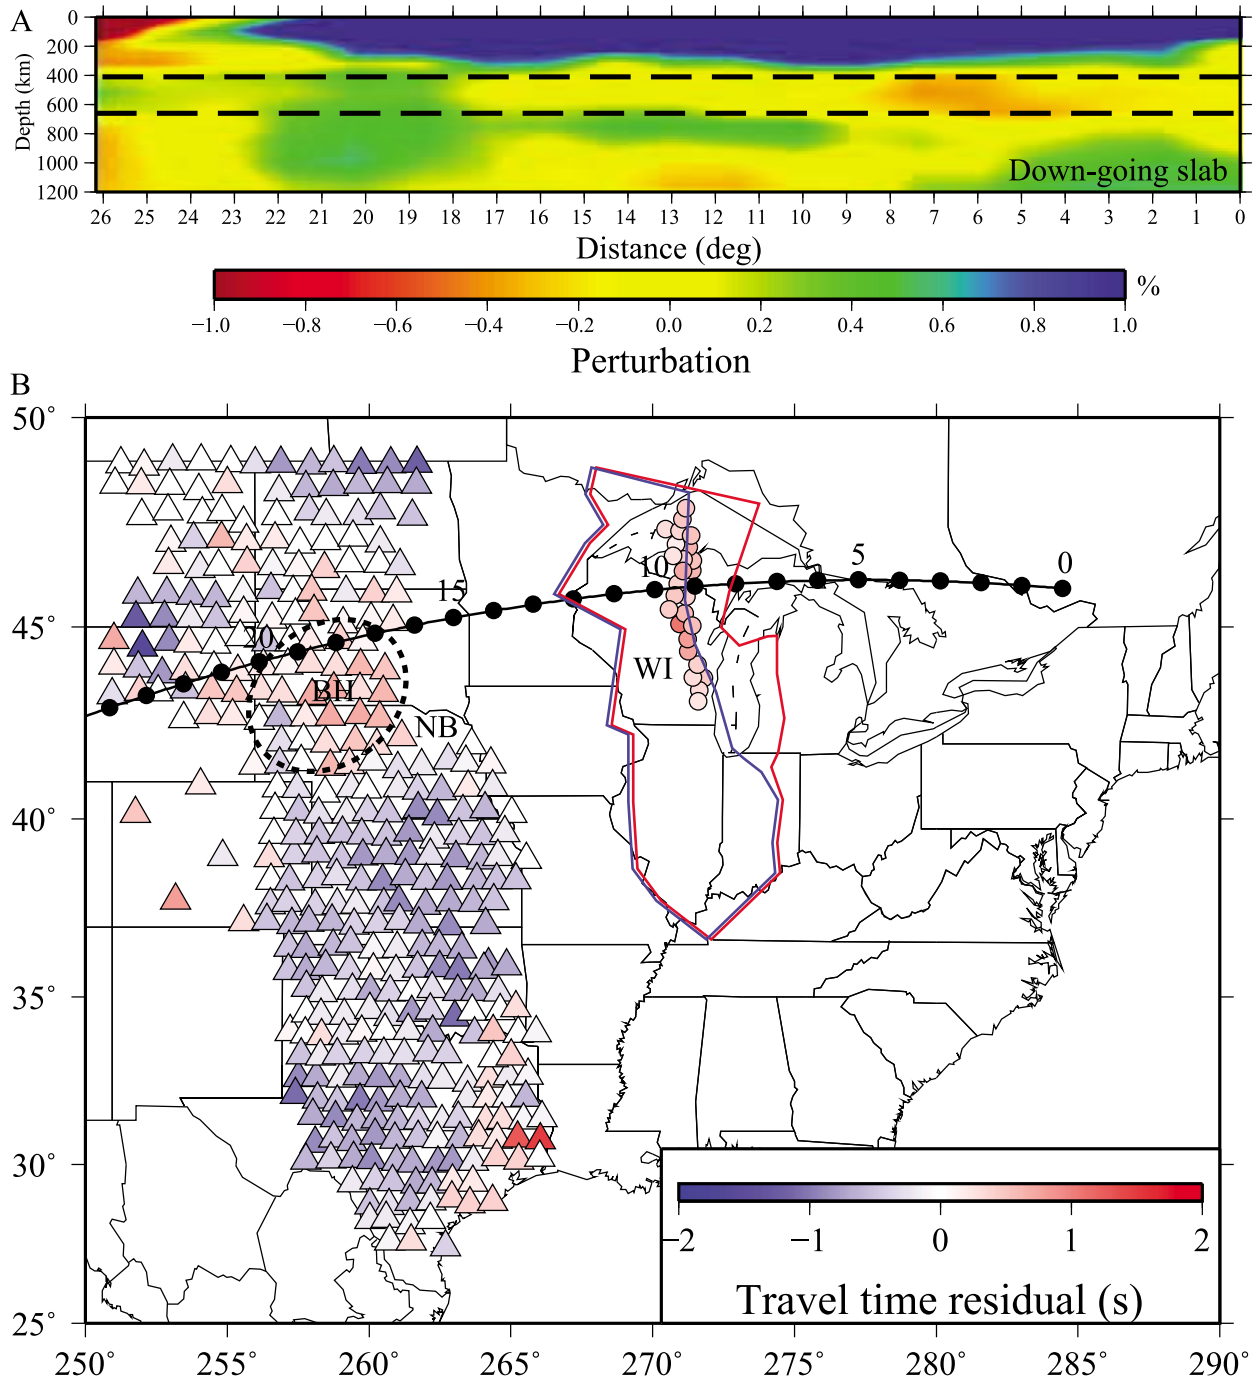 A
0
200
400
600
800
1000
1200
Depth (km)
Down-going slab
26 25 24 23 22 21 20 19 18 17 16 15 14 13 12 11 10 9 8 7 6 5 4 3 2 1 0
Distance (deg)
%
−1.0 −0.8 −0.6 −0.4 −0.2 0.0 0.2 0.4 0.6 0.8 1.0
Perturbation
B
50°
45°
40°
35°
30°
25°
0
5
10
15
20
WI
BH
NB
−2 −1 0 1 2
Travel time residual (s)
250° 255° 260° 265° 270° 275° 280° 285° 290°